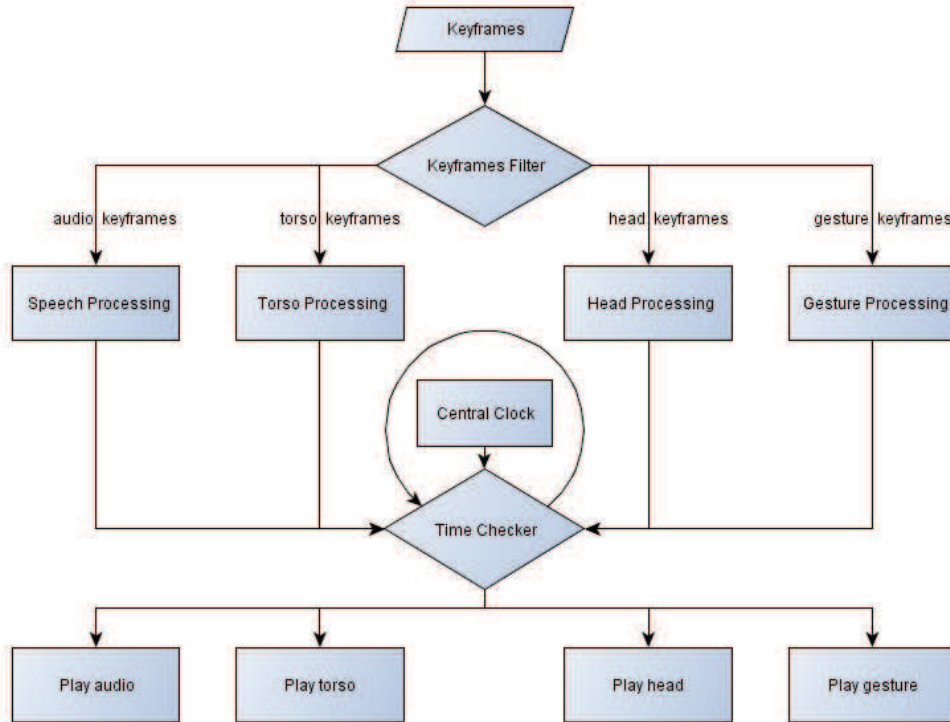 Keyframes
Keyframes Filter
audio keyframes
torso keyframes
head keyframes
gesture keyframes
Speech Processing
Torso Processing
Head Processing
Gesture Processing
Central Clock
Time Checker
Play audio
Play torso
Play head
Play gesture